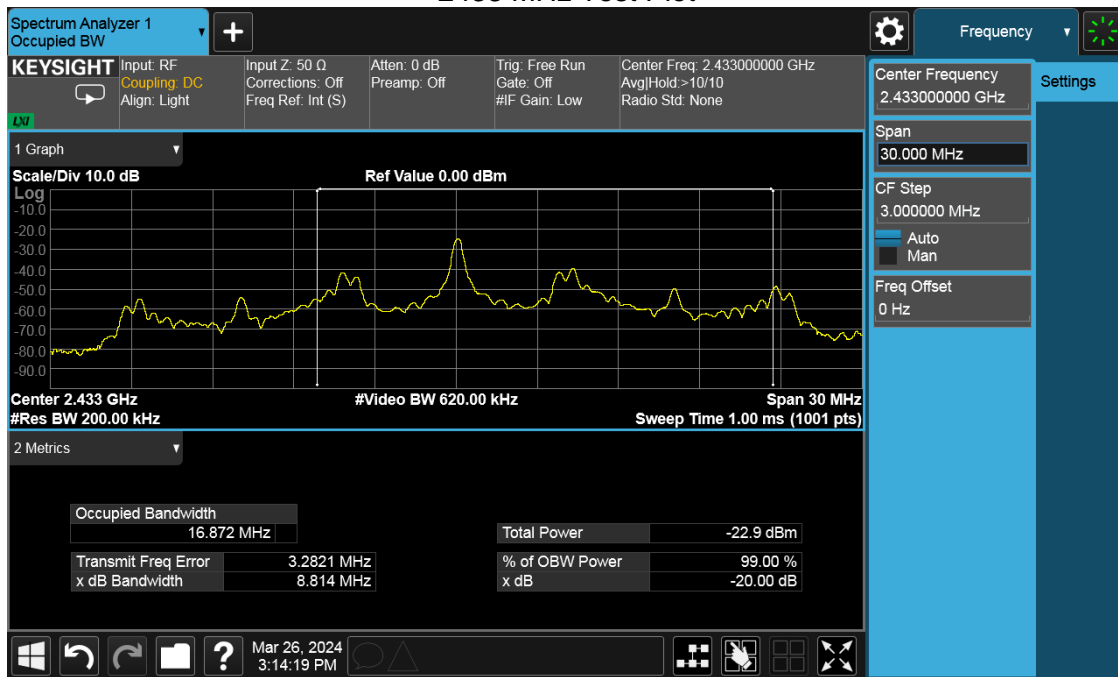 Spectrum Analyzer 1
Occupied BW
+
Frequency
KEYSIGHT
LXI
Input: RF
Coupling: DC
Align: Light
Input Z: 50 Ω
Corrections: Off
Freq Ref: Int (S)
Atten: 0 dB
Preamp: Off
Trig: Free Run
Gate: Off
#IF Gain: Low
Center Freq: 2.433000000 GHz
Avg|Hold:>10/10
Radio Std: None
Center Frequency
2.433000000 GHz
Settings
Span
30.000 MHz
CF Step
3.000000 MHz
Auto
Man
Freq Offset
0 Hz
1 Graph
Scale/Div 10.0 dB
Ref Value 0.00 dBm
Log
-10.0
-20.0
-30.0
-40.0
-50.0
-60.0
-70.0
-80.0
-90.0
Center 2.433 GHz
#Video BW 620.00 kHz
Span 30 MHz
#Res BW 200.00 kHz
Sweep Time 1.00 ms (1001 pts)
2 Metrics
Occupied Bandwidth
16.872 MHz
Total Power -22.9 dBm
Transmit Freq Error 3.2821 MHz
% of OBW Power 99.00 %
x dB Bandwidth 8.814 MHz
x dB -20.00 dB
?
Mar 26, 2024
3:14:19 PM